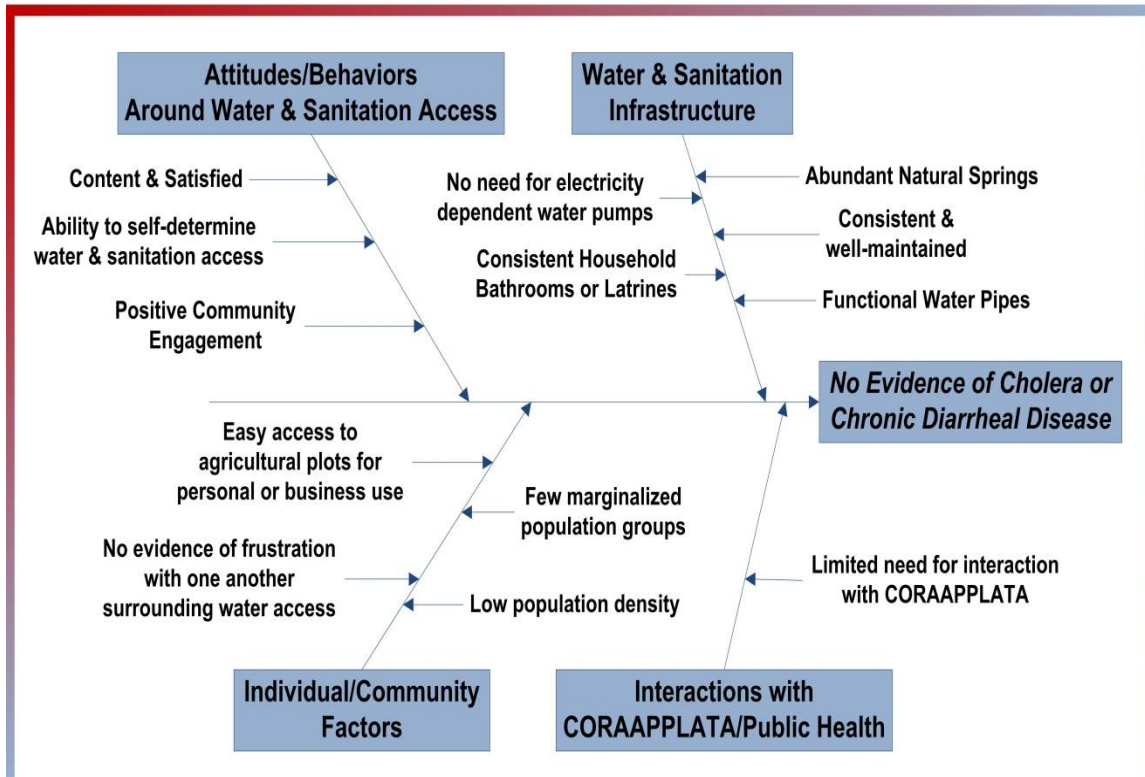 Attitudes/Behaviors
Around Water & Sanitation Access
Water & Sanitation
Infrastructure
Content & Satisfied
Ability to self-determine
water & sanitation access
Positive Community
Engagement
No need for electricity
dependent water pumps
Consistent Household
Bathrooms or Latrines
Abundant Natural Springs
Consistent &
well-maintained
Functional Water Pipes
No Evidence of Cholera or
Chronic Diarrheal Disease
Easy access to
agricultural plots for
personal or business use
Few marginalized
population groups
No evidence of frustration
with one another
surrounding water access
Low population density
Limited need for interaction
with CORAAPPLATA
Individual/Community
Factors
Interactions with
CORAAPPLATA/Public Health